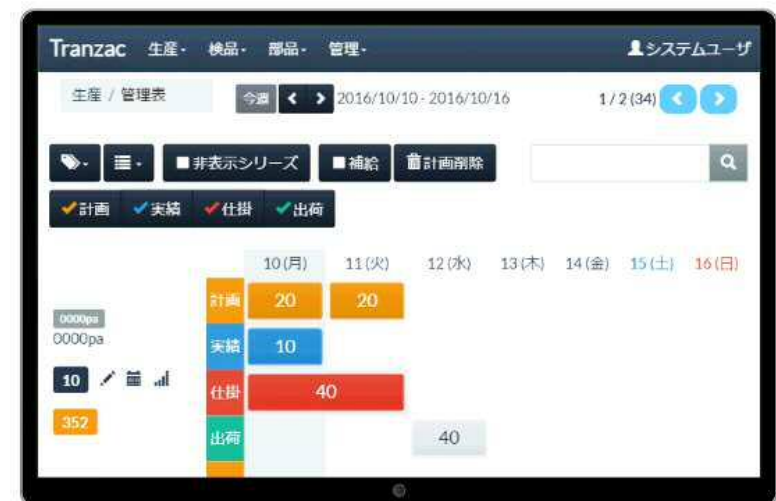 Tranzac 生産 検品 部品 管理 システムユーザ
生産 / 管理表 今週 2016/10/10 - 2016/10/16 1 / 2 (34)
非表示シリーズ 補給 計画削除
計画 実績 仕掛 出荷
10 (月) 11 (火) 12 (水) 13 (木) 14 (金) 15 (土) 16 (日)
計画 20 20
0000pa
0000pa
実績 10
10
仕掛 40
352
出荷 40